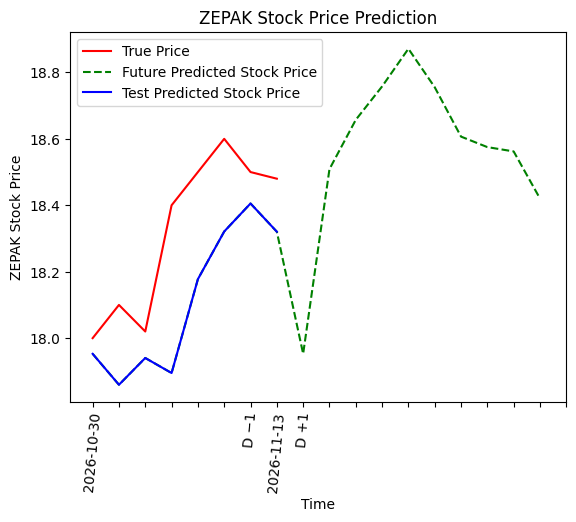 ZEPAK Stock Price Prediction
True Price
Future Predicted Stock Price
Test Predicted Stock Price
ZEPAK Stock Price
18.8
18.6
18.4
18.2
18.0
2026-10-30
D −1
2026-11-13
D +1
Time